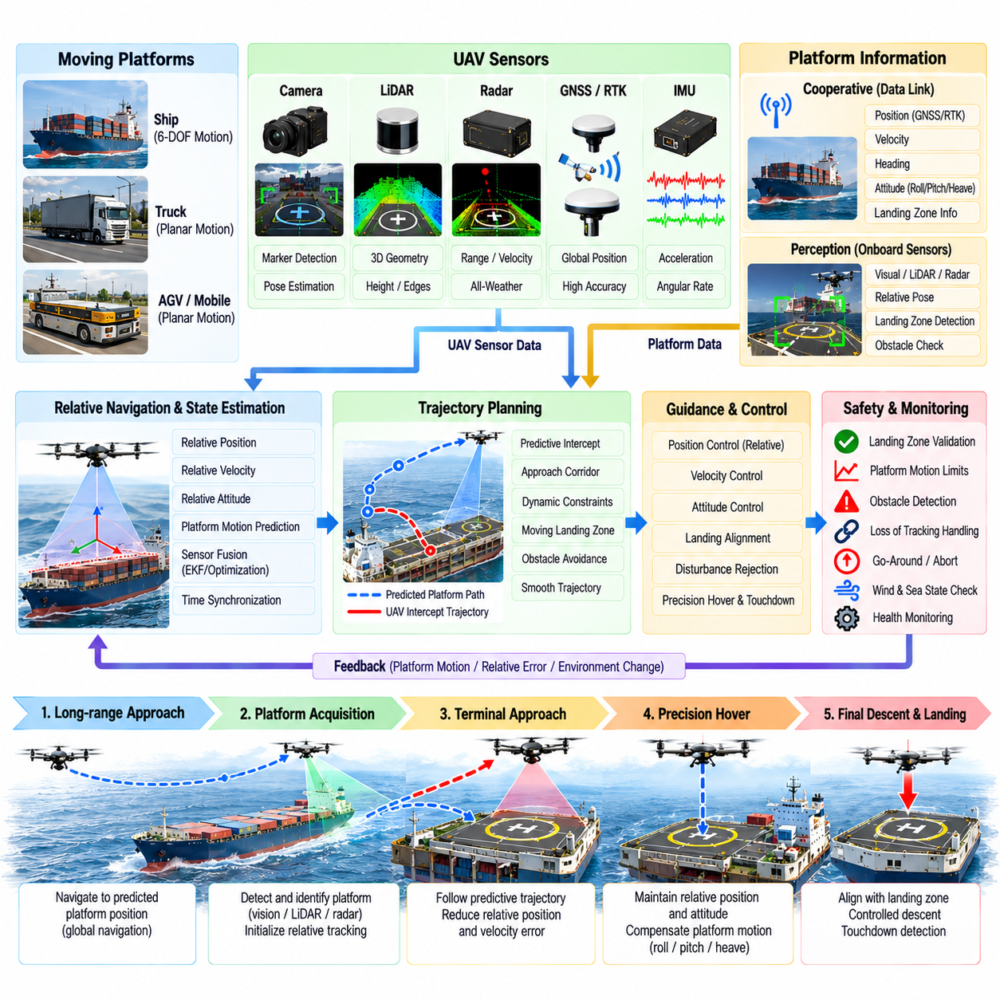 Moving Platforms
Ship
(6-DOF Motion)
Truck
(Planar Motion)
AGV / Mobile
(Planar Motion)
UAV Sensors
Camera
LiDAR
Radar
GNSS / RTK
IMU
Marker Detection
3D Geometry
Range / Velocity
Global Position
Acceleration
Pose Estimation
Height / Edges
All-Weather
High Accuracy
Angular Rate
Platform Information
Cooperative (Data Link)
Position (GNSS/RTK)
Velocity
Heading
Attitude (Roll/Pitch/Heave)
Landing Zone Info
Perception (Onboard Sensors)
Visual / LiDAR / Radar
Relative Pose
Landing Zone Detection
Obstacle Check
H
UAV Sensor Data
Platform Data
Relative Navigation & State Estimation
Relative Position
Relative Velocity
Relative Attitude
Platform Motion Prediction
Sensor Fusion
(EKF/Optimization)
Time Synchronization
Trajectory Planning
H
Predicted Platform Path
UAV Intercept Trajectory
Predictive Intercept
Approach Corridor
Dynamic Constraints
Moving Landing Zone
Obstacle Avoidance
Smooth Trajectory
Guidance & Control
Position Control (Relative)
Velocity Control
Attitude Control
Landing Alignment
Disturbance Rejection
Precision Hover & Touchdown
Safety & Monitoring
Landing Zone Validation
Platform Motion Limits
Obstacle Detection
Loss of Tracking Handling
Go-Around / Abort
Wind & Sea State Check
Health Monitoring
Feedback (Platform Motion / Relative Error / Environment Change)
1. Long-range Approach
2. Platform Acquisition
3. Terminal Approach
4. Precision Hover
5. Final Descent & Landing
H
H
H
Navigate to predicted
platform position
(global navigation)
Detect and identify platform
(vision / LiDAR / radar)
Initialize relative tracking
Follow predictive trajectory
Reduce relative position
and velocity error
Maintain relative position
and attitude
Compensate platform motion
(roll / pitch / heave)
Align with landing zone
Controlled descent
Touchdown detection